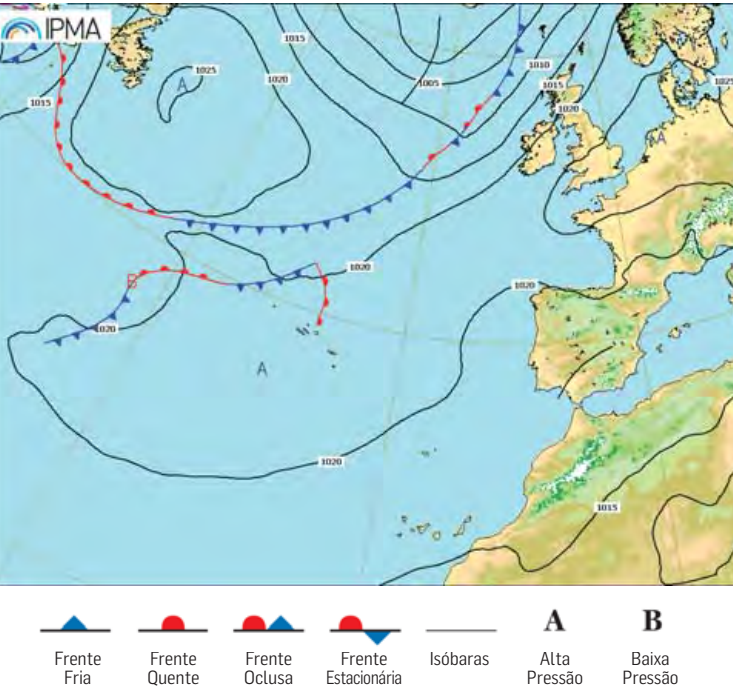 IPMA
1015
1025
1020
1005
1010
1015
1020
1025
1015
A
A
1020
1020
B
1020
A
1020
1015
A
B
Frente Fria
Frente Quente
Frente Oclusa
Frente Estacionária
Isóbaras
Alta Pressão
Baixa Pressão